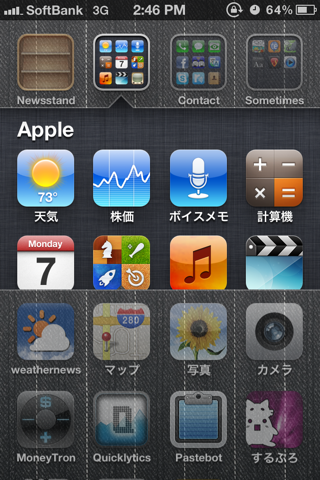 SoftBank 3G 2:46 PM 64%
Newsstand Contact Sometimes
Apple
73°
天気 株価 ボイスメモ 計算機
Monday
7
280
weathernews マップ 写真 カメラ
MoneyTron Quicklytics Pastebot するぷろ